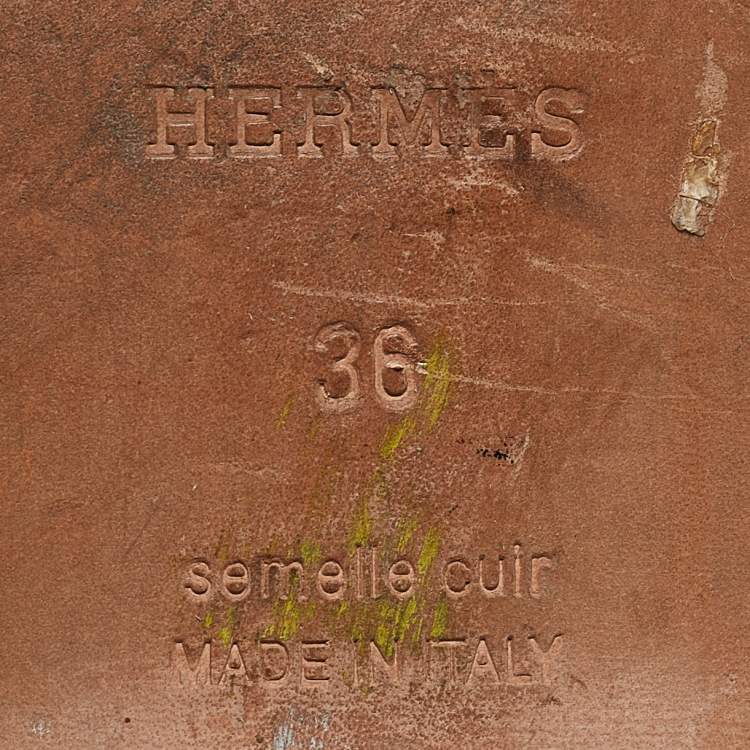 HERMÈS
36
semelle cuir
MADE IN ITALY